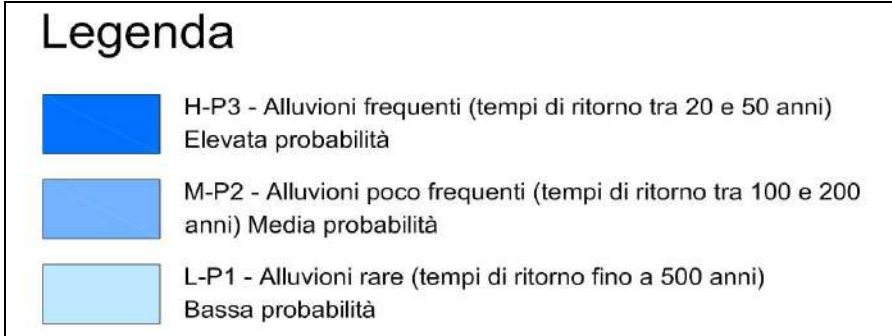 Legenda
H-P3 - Alluvioni frequenti (tempi di ritorno tra 20 e 50 anni)
Elevata probabilità
M-P2 - Alluvioni poco frequenti (tempi di ritorno tra 100 e 200
anni) Media probabilità
L-P1 - Alluvioni rare (tempi di ritorno fino a 500 anni)
Bassa probabilità